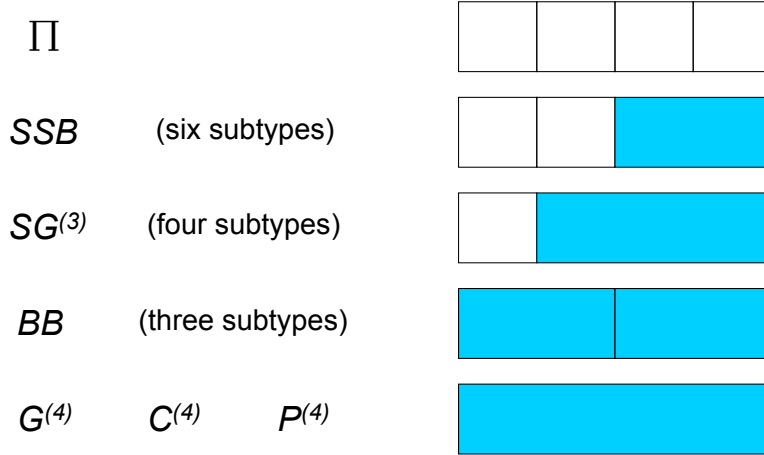 Π
SSB (six subtypes)
SG(3) (four subtypes)
BB (three subtypes)
G(4) C(4) P(4)